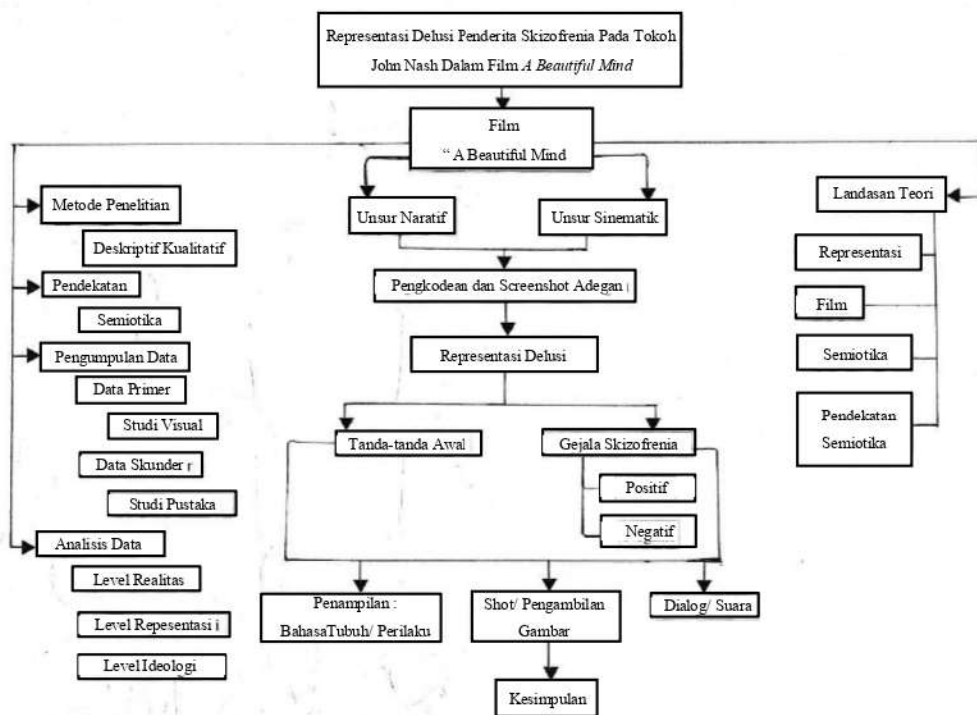 Representasi Delusi Penderita Skizofrenia Pada Tokoh
John Nash Dalam Film A Beautiful Mind
Film
“ A Beautiful Mind
Metode Penelitian
Deskriptif Kualitatif
Pendekatan
Semiotika
Pengumpulan Data
Data Primer
Studi Visual
Data Skunder
Studi Pustaka
Analisis Data
Level Realitas
Level Repesentasi
Level Ideologi
Unsur Naratif
Unsur Sinematik
Pengkodean dan Screenshot Adegan
Representasi Delusi
Tanda-tanda Awal
Gejala Skizofrenia
Positif
Negatif
Penampilan :
BahasaTubuh/ Perilaku
Shot/ Pengambilan
Gambar
Dialog/ Suara
Kesimpulan
Landasan Teori
Representasi
Film
Semiotika
Pendekatan
Semiotika